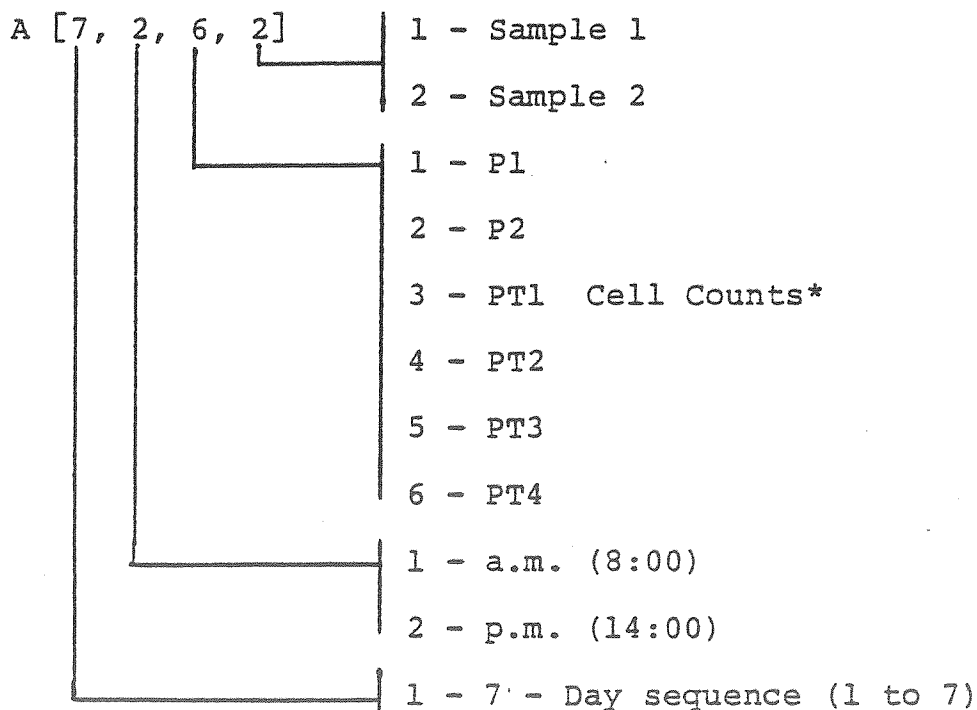 A [7, 2, 6, 2] 1 - Sample 1
2 - Sample 2
1 - P1
2 - P2
3 - PT1 Cell Counts*
4 - PT2
5 - PT3
6 - PT4
1 - a.m. (8:00)
2 - p.m. (14:00)
1 - 7 - Day sequence (1 to 7)